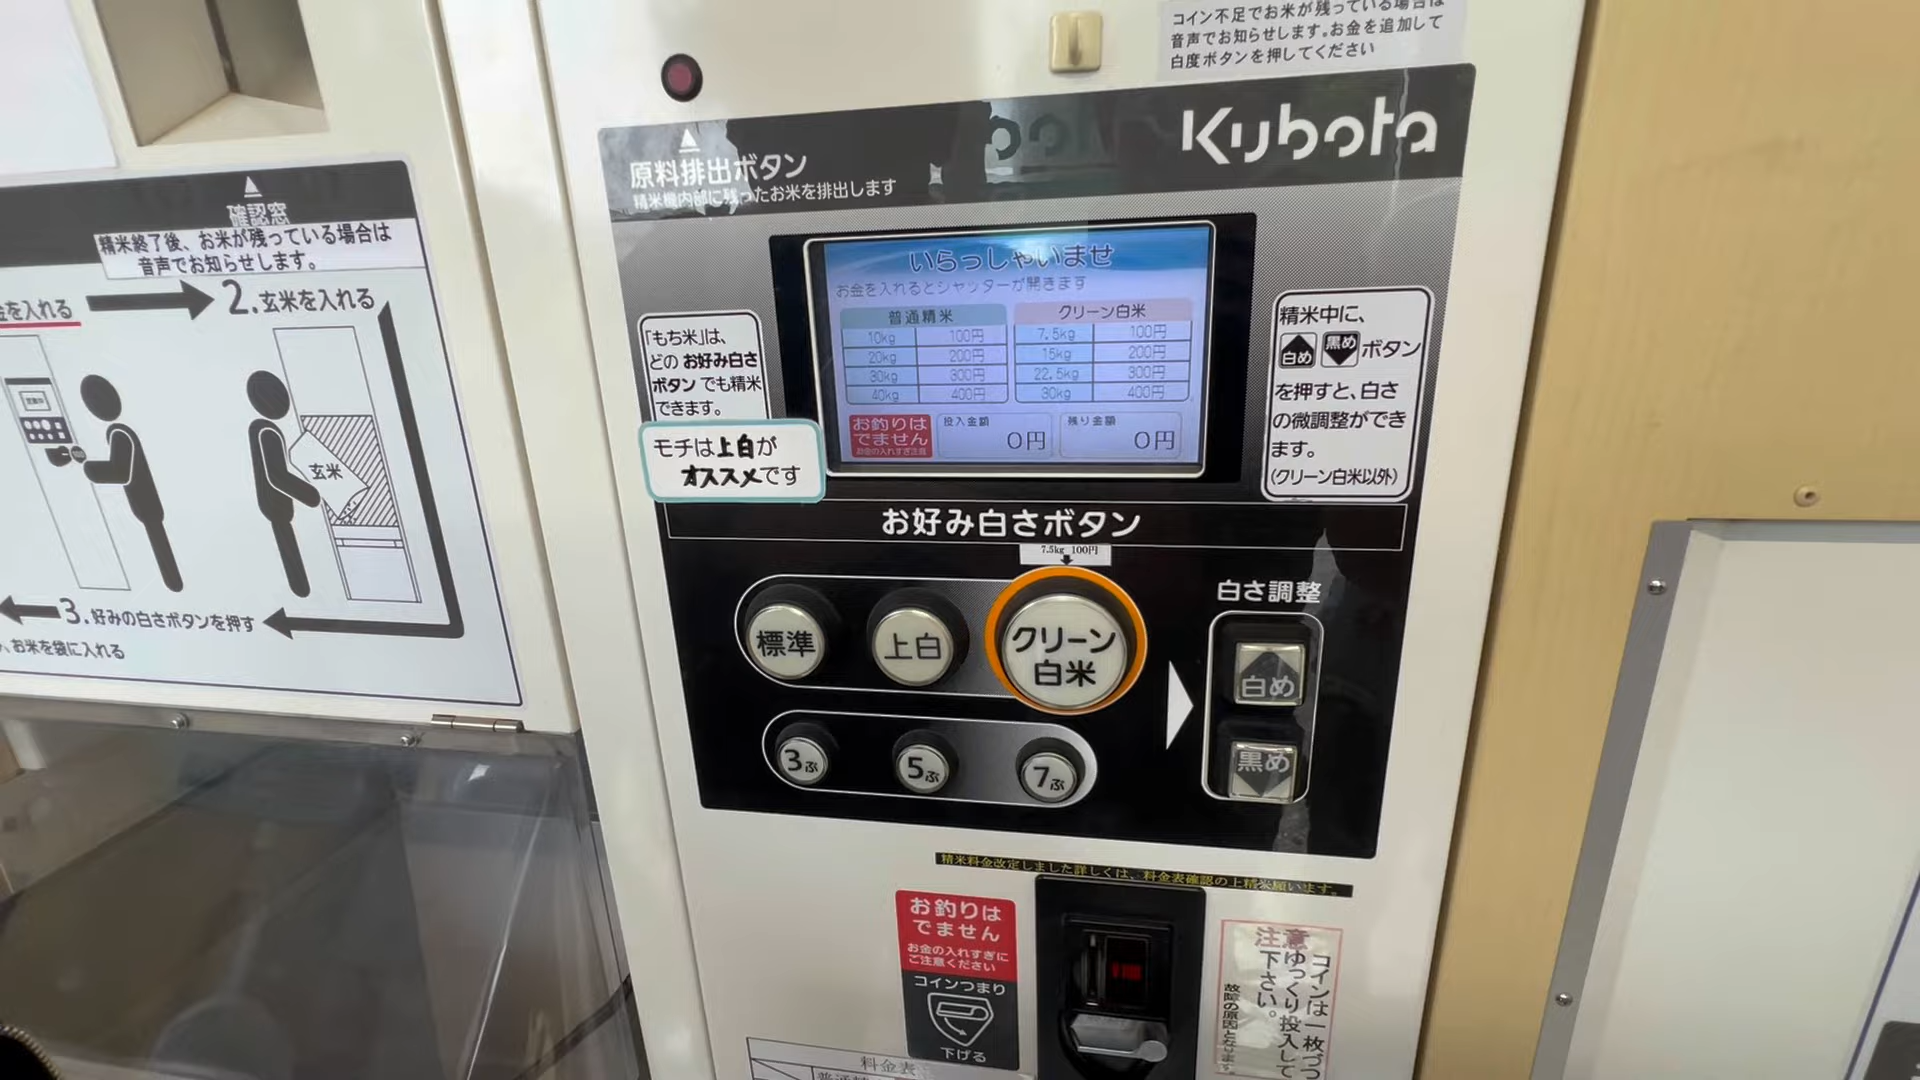 コイン不足でお米が残っている場合は
音声でお知らせします。お金を追加して
白度ボタンを押してください
Kubota
原料排出ボタン
精米機内部に残ったお米を排出します
確認窓
精米終了後、お米が残っている場合は
音声でお知らせします。
金を入れる
2.玄米を入れる
玄米
3.好みの白さボタンを押す
、お米を袋に入れる
「もち米」は、
どの お好み白さ
ボタン でも精米
できます。
モチは上白が
オススメです
いらっしゃいませ
お金を入れるとシャッターが開きます
普通精米
10kg 100円
20kg 200円
30kg 300円
40kg 400円
クリーン白米
7.5kg 100円
15kg 200円
22.5kg 300円
30kg 400円
お釣りは
でません
お金の入れすぎ注意
投入金額
0円
残り金額
0円
精米中に、
白め 黒め ボタン
を押すと、白さ
の微調整ができ
ます。
(クリーン白米以外)
お好み白さボタン
7.5kg 100円
標準
上白
クリーン
白米
3ぶ
5ぶ
7ぶ
白さ調整
白め
黒め
精米料金改定しました詳しくは、料金表確認の上精米願います。
お釣りは
でません
お金の入れすぎに
ご注意ください
コインつまり
下げる
注意
コインは一枚づつ
ゆっくり投入して
下さい。
故障の原因となります。
料金表